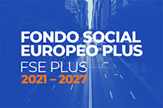 FONDO SOCIAL
EUROPEO PLUS
FSE PLUS
2021 – 2027